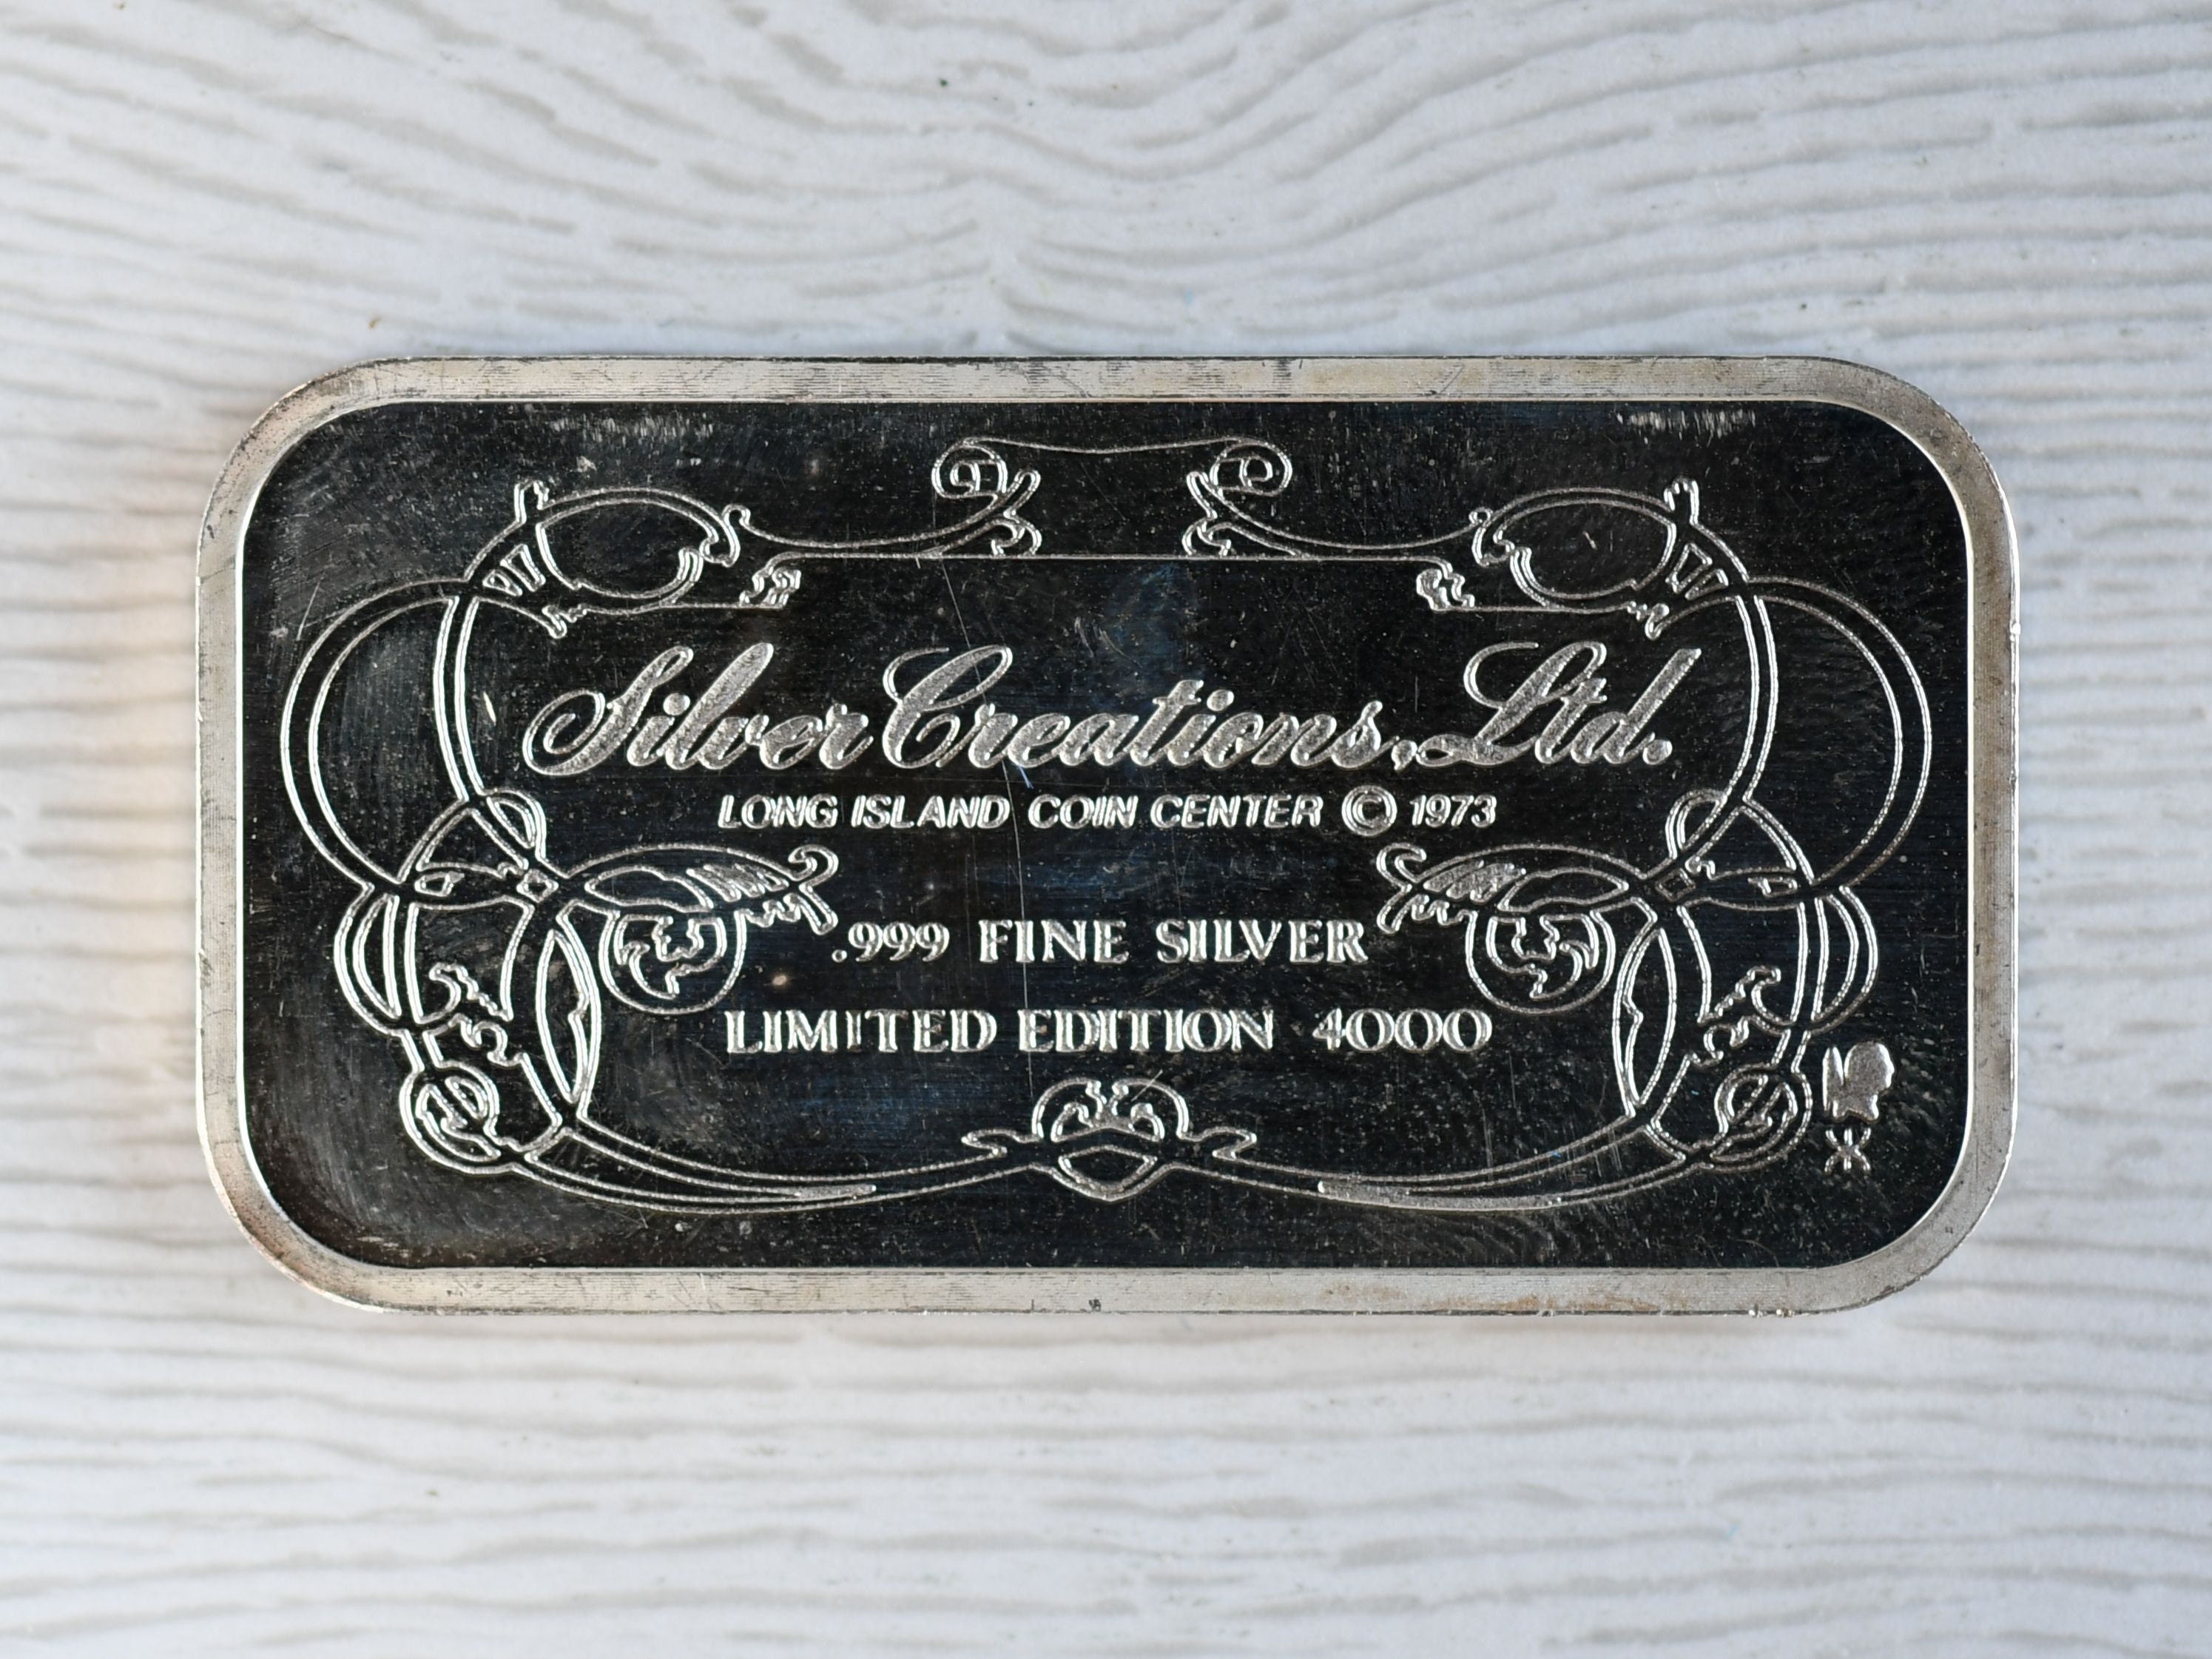 Silver Creations, Ltd.
LONG ISLAND COIN CENTER © 1973
.999 FINE SILVER
LIMITED EDITION 4000